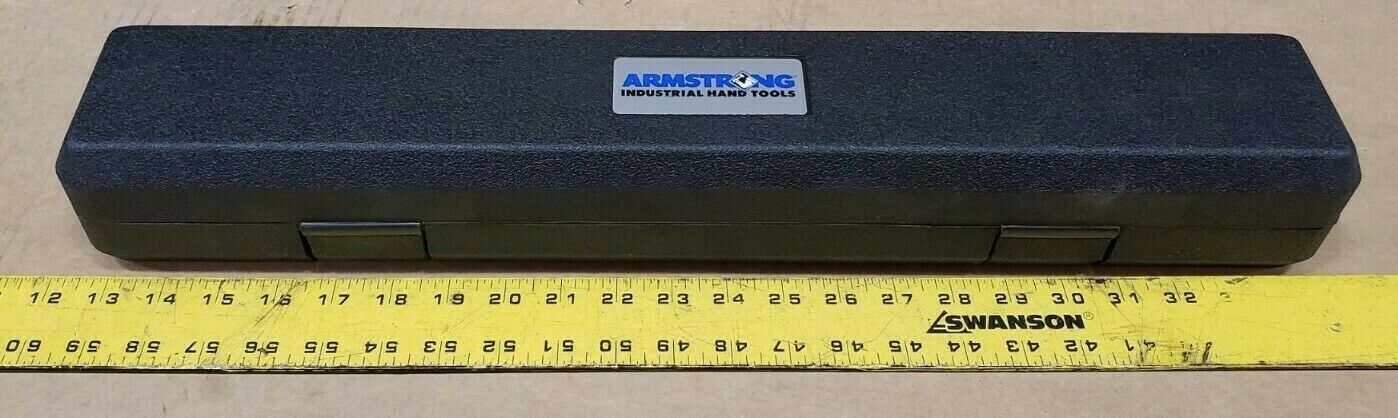 ARMSTRONG
INDUSTRIAL HAND TOOLS
12 13 14 15 16 17 18 19 20 21 22 23 24 25 26 27 28 29 30 31 32
SWANSON®
60 59 58 57 55 54 53 52 51 50 49 48 47 46 45 44 43 42 41